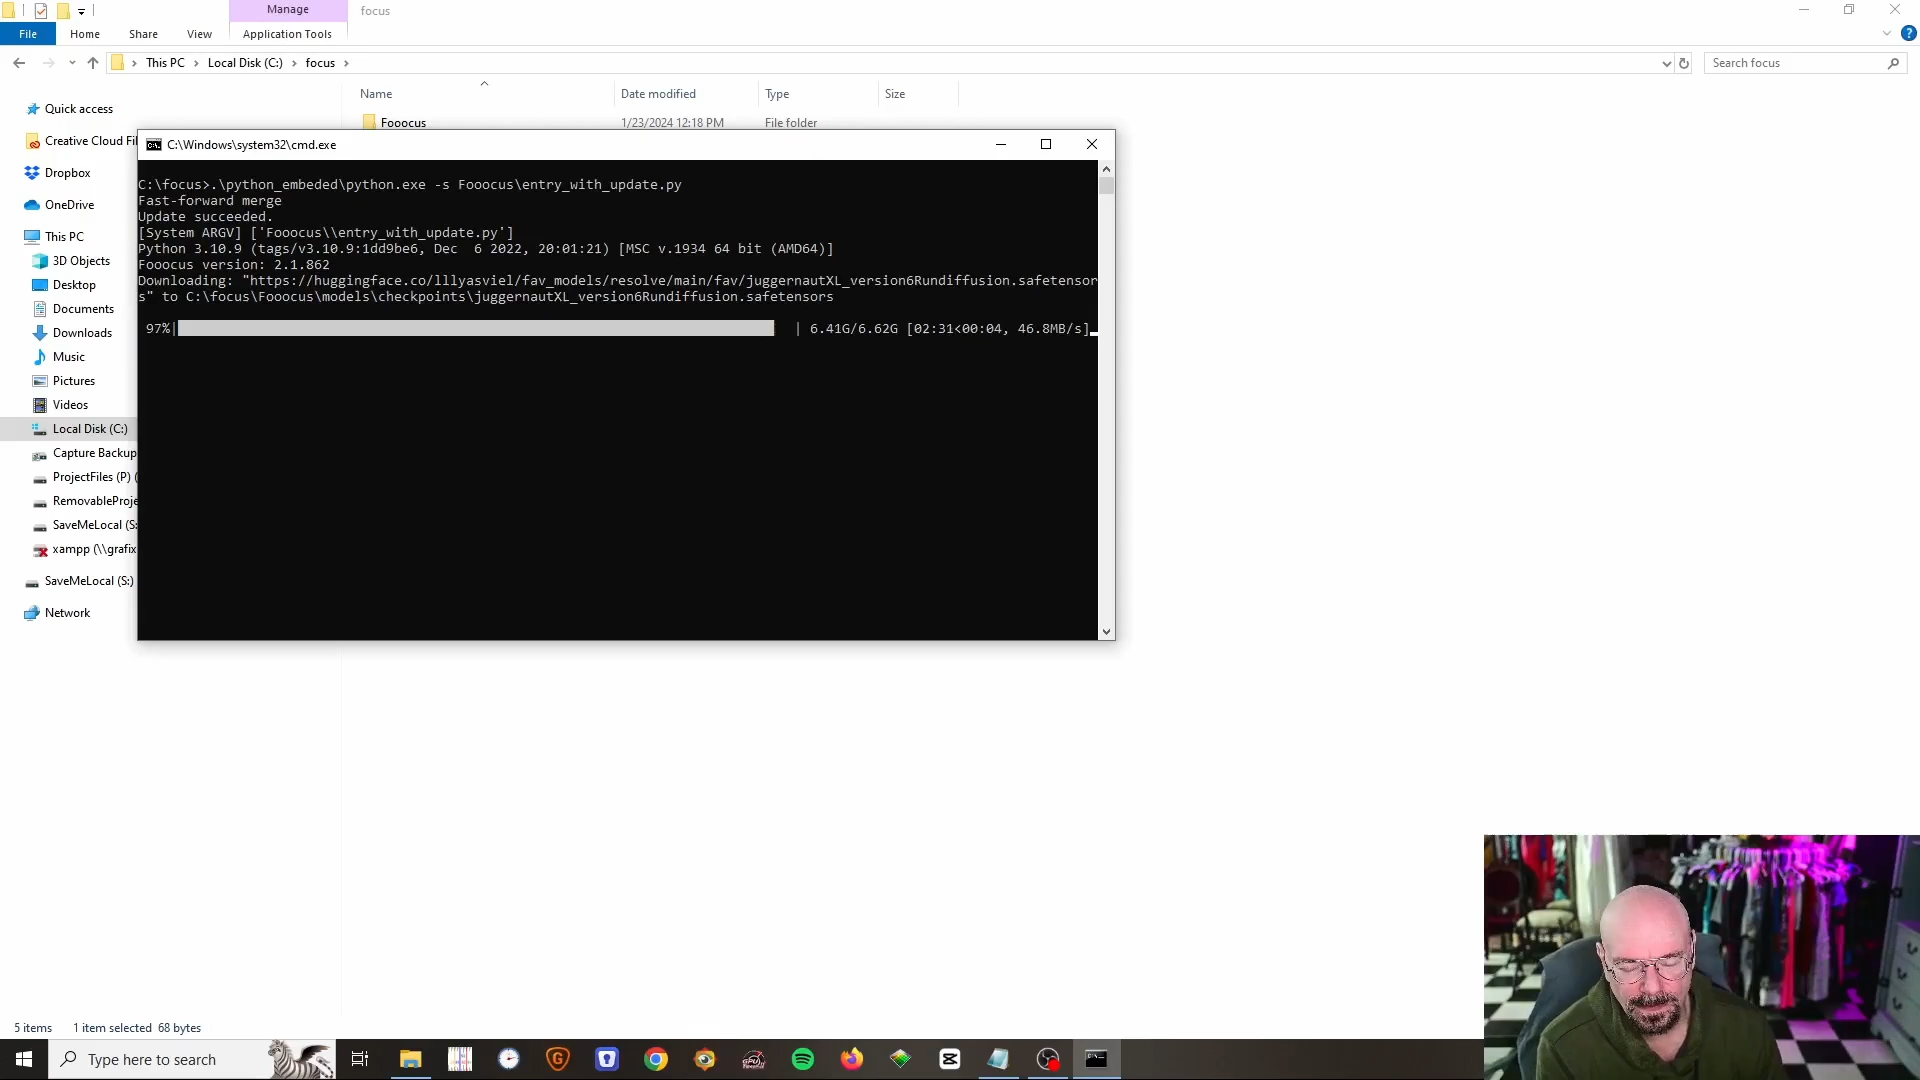 Manage
focus
File
Home
Share
View
Application Tools
This PC
Local Disk (C:)
focus
Search focus
Name
Date modified
Type
Size
Fooocus
1/23/2024 12:18 PM
File folder
Quick access
Creative Cloud Fil
Dropbox
OneDrive
This PC
3D Objects
Desktop
Documents
Downloads
Music
Pictures
Videos
Local Disk (C:)
Capture Backup
ProjectFiles (P) (
RemovableProje
SaveMeLocal (S:
xampp (\\grafix
SaveMeLocal (S:)
Network
C:\Windows\system32\cmd.exe
C:\focus>.\python_embeded\python.exe -s Fooocus\entry_with_update.py
Fast-forward merge
Update succeeded.
[System ARGV] ['Fooocus\\entry_with_update.py']
Python 3.10.9 (tags/v3.10.9:1dd9be6, Dec  6 2022, 20:01:21) [MSC v.1934 64 bit (AMD64)]
Fooocus version: 2.1.862
Downloading: "https://huggingface.co/lllyasviel/fav_models/resolve/main/fav/juggernautXL_version6Rundiffusion.safetensor
s" to C:\focus\Fooocus\models\checkpoints\juggernautXL_version6Rundiffusion.safetensors
97%| | 6.41G/6.62G [02:31<00:04, 46.8MB/s]
5 items
1 item selected 68 bytes
Type here to search